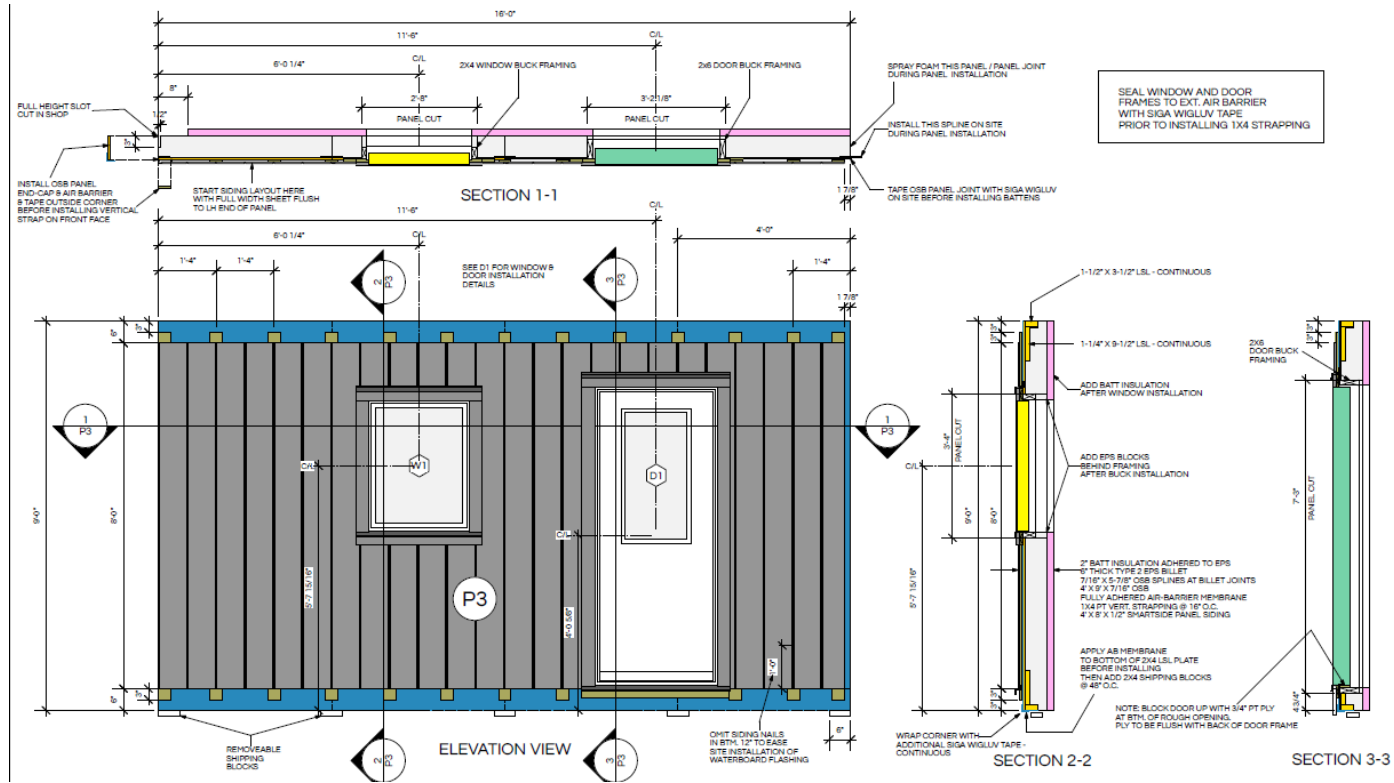 16'-0"
11'-6"
C/L
6'-0 1/4"
C/L
2X4 WINDOW BUCK FRAMING
2x6 DOOR BUCK FRAMING
SPRAY FOAM THIS PANEL / PANEL JOINT
DURING PANEL INSTALLATION
8"
2'-8"
3'-2 1/8"
PANEL CUT
PANEL CUT
FULL HEIGHT SLOT
CUT IN SHOP
1/2"
3"
INSTALL THIS SPLINE ON SITE
DURING PANEL INSTALLATION
SEAL WINDOW AND DOOR
FRAMES TO EXT. AIR BARRIER
WITH SIGA WIGLUV TAPE
PRIOR TO INSTALLING 1X4 STRAPPING
INSTALL OSB PANEL
END-CAP & AIR BARRIER
& TAPE OUTSIDE CORNER
BEFORE INSTALLING VERTICAL
STRAP ON FRONT FACE
START SIDING LAYOUT HERE
WITH FULL WIDTH SHEET FLUSH
TO LH END OF PANEL
SECTION 1-1
1 7/8"
TAPE OSB PANEL JOINT WITH SIGA WIGLUV
ON SITE BEFORE INSTALLING BATTENS
11'-6"
C/L
6'-0 1/4"
C/L
4'-0"
1'-4"
1'-4"
2
P3
SEE D1 FOR WINDOW &
DOOR INSTALLATION
DETAILS
3
P3
1'-4"
1 7/8"
3"
6"
9'-0"
8'-0"
1
P3
C/L
W1
D1
C/L
5'-7 15/16"
4'-0 5/8"
P3
1'-0"
1
P3
6"
3"
6"
REMOVEABLE
SHIPPING
BLOCKS
2
P3
ELEVATION VIEW
3
P3
OMIT SIDING NAILS
IN BTM. 12" TO EASE
SITE INSTALLATION OF
WATERBOARD FLASHING
1-1/2" X 3-1/2" LSL - CONTINUOUS
3"
3"
1-1/4" X 9-1/2" LSL - CONTINUOUS
ADD BATT INSULATION
AFTER WINDOW INSTALLATION
3'-4"
PANEL CUT
C/L
9'-0"
8'-0"
ADD EPS BLOCKS
BEHIND FRAMING
AFTER BUCK INSTALLATION
5'-7 15/16"
2" BATT INSULATION ADHERED TO EPS
6" THICK TYPE 2 EPS BILLET
7/16" X 5-7/8" OSB SPLINES AT BILLET JOINTS
4' X 9' X 7/16" OSB
FULLY ADHERED AIR-BARRIER MEMBRANE
1X4 PT VERT. STRAPPING @ 16" O.C.
4' X 8' X 1/2" SMARTSIDE PANEL SIDING
APPLY AB MEMBRANE
TO BOTTOM OF 2X4 LSL PLATE
BEFORE INSTALLING
THEN ADD 2X4 SHIPPING BLOCKS
@ 48" O.C.
3"
3"
WRAP CORNER WITH
ADDITIONAL SIGA WIGLUV TAPE -
CONTINUOUS
SECTION 2-2
3"
3"
2X6
DOOR BUCK
FRAMING
7'-3"
PANEL CUT
4 3/4"
NOTE: BLOCK DOOR UP WITH 3/4" PT PLY
AT BTM. OF ROUGH OPENING.
PLY TO BE FLUSH WITH BACK OF DOOR FRAME
SECTION 3-3